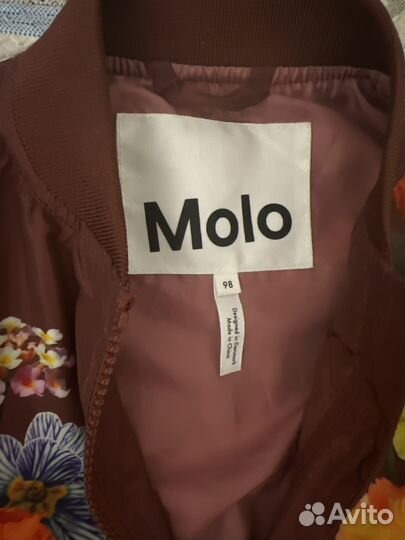 Molo
98
Designed in Denmark
Made in China
Avito